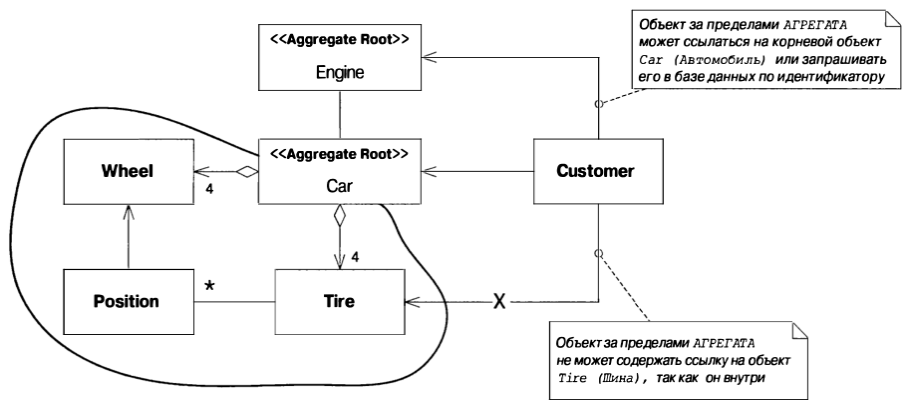 <<Aggregate Root>>
Engine
Объект за пределами АГРЕГАТА
может ссылаться на корневой объект
Car (Автомобиль) или запрашивать
его в базе данных по идентификатору
Wheel
4
<<Aggregate Root>>
Car
Customer
4
Position
*
Tire
X
Объект за пределами АГРЕГАТА
не может содержать ссылку на объект
Tire (Шина), так как он внутри